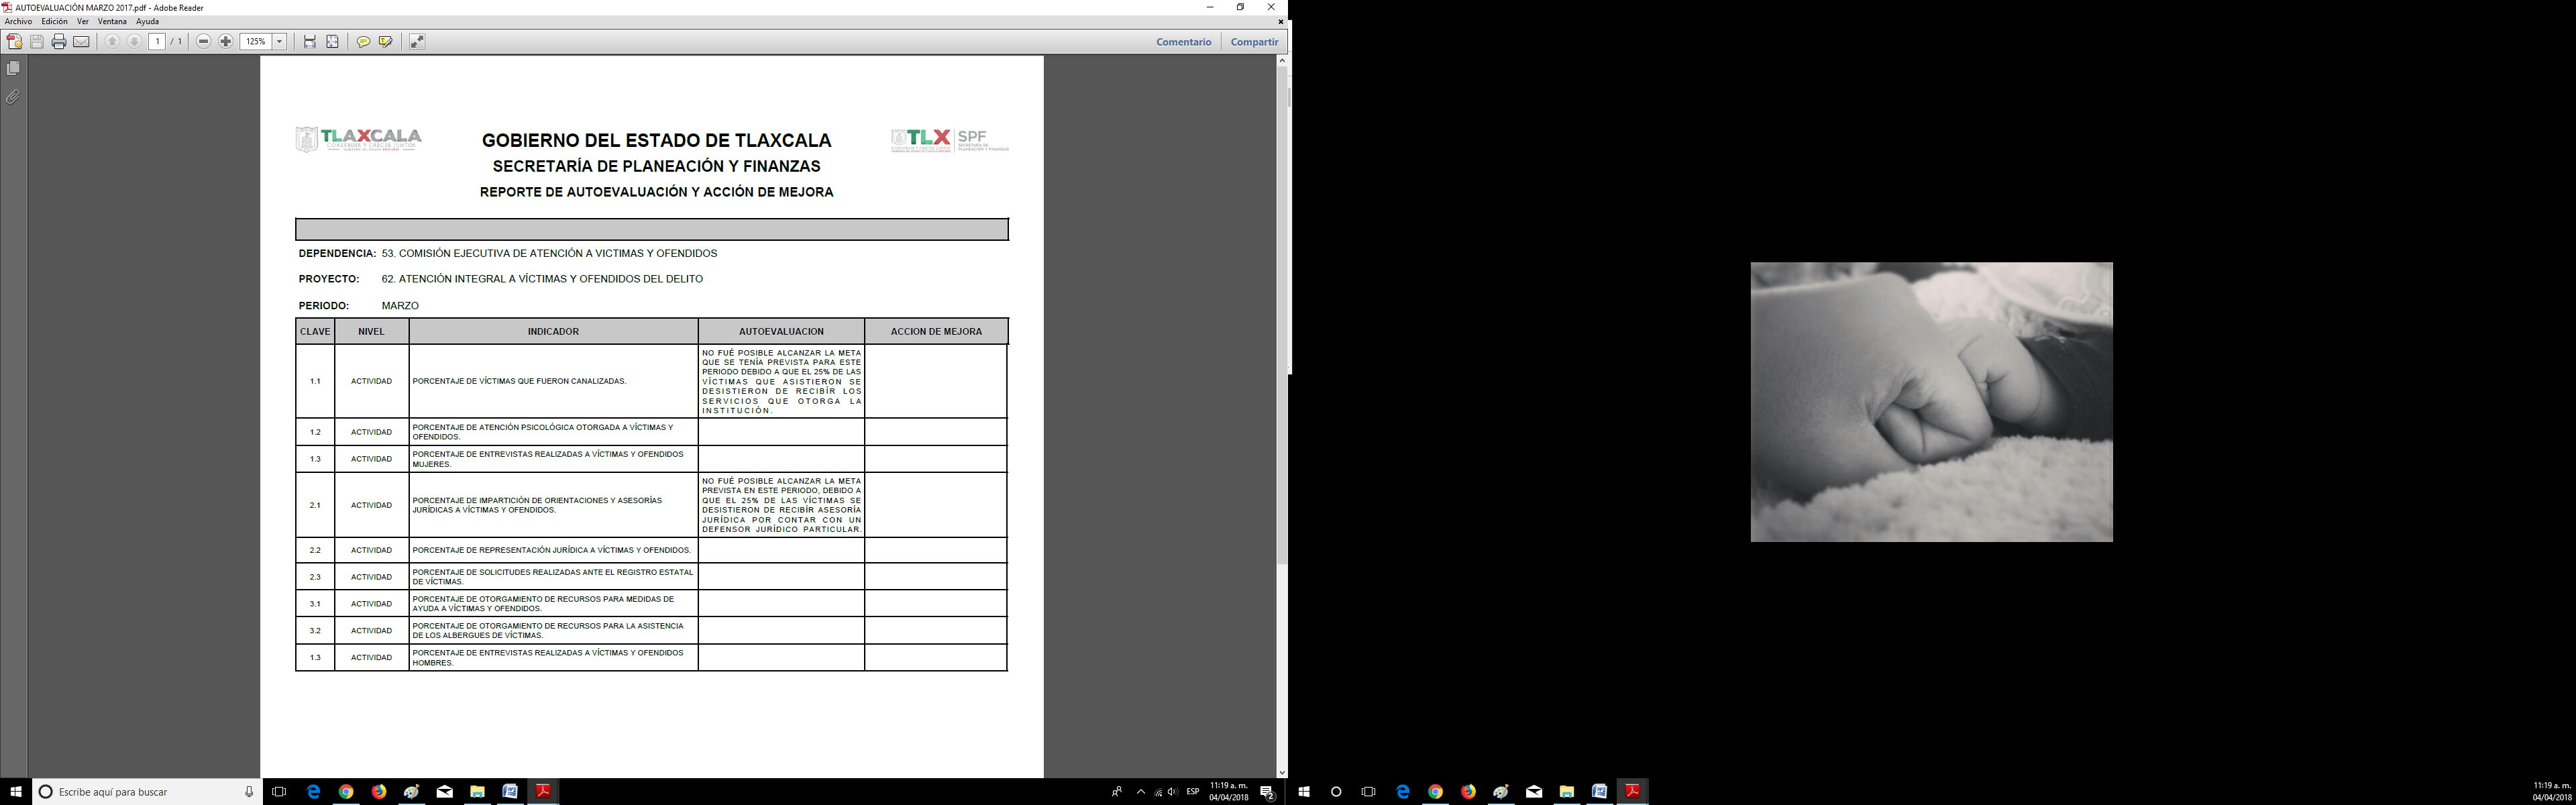 AUTOEVALUACIÓN MARZO 2017.pdf - Adobe Reader
Archivo Edición Ver Ventana Ayuda
1 / 1 125% Comentario Compartir
TLAXCALA
CONSTRUIR Y CRECER JUNTOS
TLX SPF
SECRETARÍA DE
PLANEACIÓN Y FINANZAS
GOBIERNO DEL ESTADO DE TLAXCALA
SECRETARÍA DE PLANEACIÓN Y FINANZAS
REPORTE DE AUTOEVALUACIÓN Y ACCIÓN DE MEJORA
DEPENDENCIA: 53. COMISIÓN EJECUTIVA DE ATENCIÓN A VICTIMAS Y OFENDIDOS
PROYECTO: 62. ATENCIÓN INTEGRAL A VÍCTIMAS Y OFENDIDOS DEL DELITO
PERIODO: MARZO
CLAVE NIVEL INDICADOR AUTOEVALUACION ACCION DE MEJORA
1.1 ACTIVIDAD PORCENTAJE DE VÍCTIMAS QUE FUERON CANALIZADAS.
NO FUÉ POSIBLE ALCANZAR LA META
QUE SE TENÍA PREVISTA PARA ESTE
PERIODO DEBIDO A QUE EL 25% DE LAS
VÍCTIMAS QUE ASISTIERON SE
DESISTIERON DE RECIBÍR LOS
SERVICIOS QUE OTORGA LA
INSTITUCIÓN.
1.2 ACTIVIDAD PORCENTAJE DE ATENCIÓN PSICOLÓGICA OTORGADA A VÍCTIMAS Y
OFENDIDOS.
1.3 ACTIVIDAD PORCENTAJE DE ENTREVISTAS REALIZADAS A VÍCTIMAS Y OFENDIDOS
MUJERES.
2.1 ACTIVIDAD PORCENTAJE DE IMPARTICIÓN DE ORIENTACIONES Y ASESORÍAS
JURÍDICAS A VÍCTIMAS Y OFENDIDOS.
NO FUÉ POSIBLE ALCANZAR LA META
PREVISTA EN ESTE PERIODO, DEBIDO A
QUE EL 25% DE LAS VÍCTIMAS SE
DESISTIERON DE RECIBÍR ASESORÍA
JURÍDICA POR CONTAR CON UN
DEFENSOR JURÍDICO PARTICULAR.
2.2 ACTIVIDAD PORCENTAJE DE REPRESENTACIÓN JURÍDICA A VÍCTIMAS Y OFENDIDOS.
2.3 ACTIVIDAD PORCENTAJE DE SOLICITUDES REALIZADAS ANTE EL REGISTRO ESTATAL
DE VÍCTIMAS.
3.1 ACTIVIDAD PORCENTAJE DE OTORGAMIENTO DE RECURSOS PARA MEDIDAS DE
AYUDA A VÍCTIMAS Y OFENDIDOS.
3.2 ACTIVIDAD PORCENTAJE DE OTORGAMIENTO DE RECURSOS PARA LA ASISTENCIA
DE LOS ALBERGUES DE VÍCTIMAS.
1.3 ACTIVIDAD PORCENTAJE DE ENTREVISTAS REALIZADAS A VÍCTIMAS Y OFENDIDOS
HOMBRES.
Escribe aquí para buscar
ESP
11:19 a. m.
04/04/2018
2
11:19 a. m.
04/04/2018